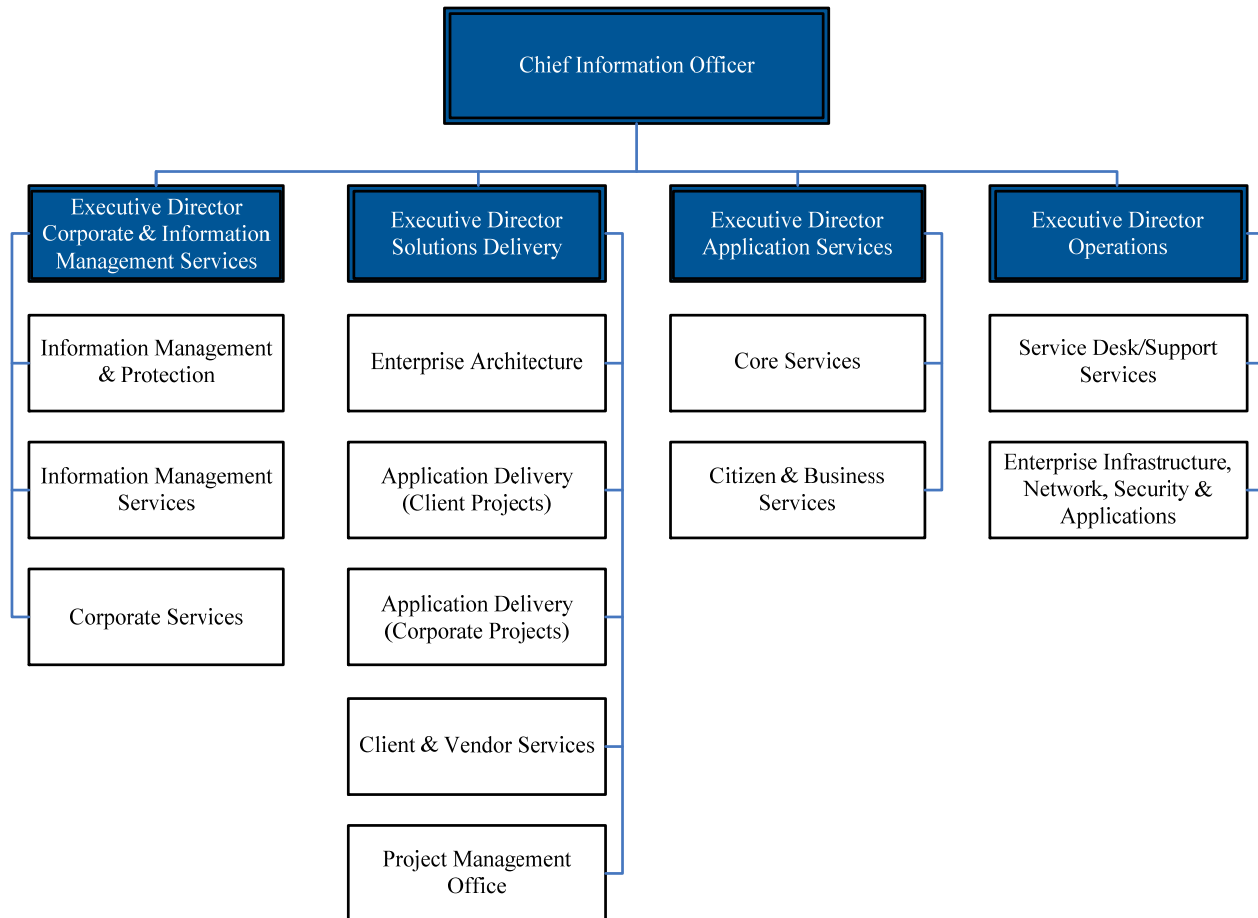 Chief Information Officer
Executive Director
Corporate & Information
Management Services
Information Management
& Protection
Information Management
Services
Corporate Services
Executive Director
Solutions Delivery
Enterprise Architecture
Application Delivery
(Client Projects)
Application Delivery
(Corporate Projects)
Client & Vendor Services
Project Management
Office
Executive Director
Application Services
Core Services
Citizen & Business
Services
Executive Director
Operations
Service Desk/Support
Services
Enterprise Infrastructure,
Network, Security &
Applications